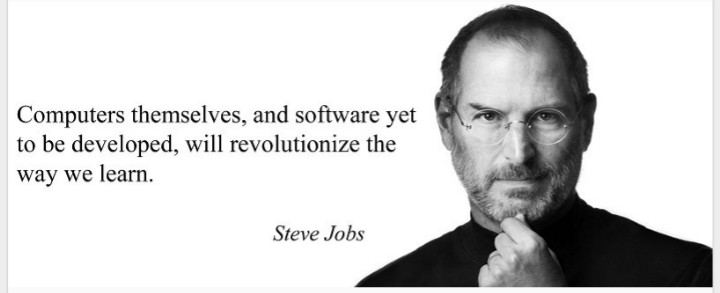 Computers themselves, and software yet
to be developed, will revolutionize the
way we learn.
Steve Jobs